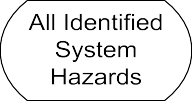 All Identified
System
Hazards